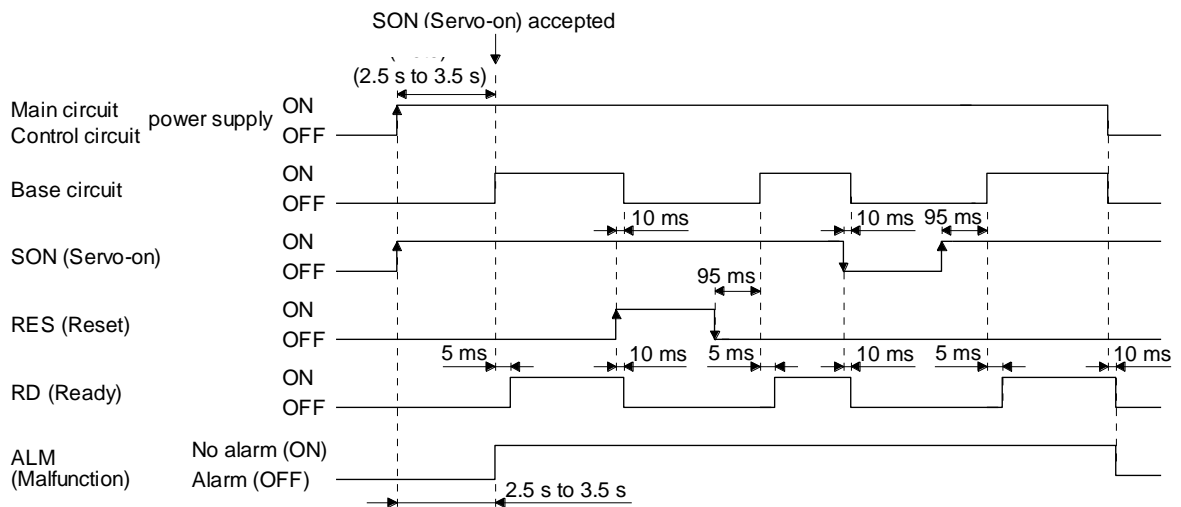 SON (Servo-on) accepted
(2.5 s to 3.5 s)
Main circuit
Control circuit
power supply
ON
OFF
Base circuit
ON
OFF
10 ms
10 ms
95 ms
SON (Servo-on)
ON
OFF
95 ms
RES (Reset)
ON
OFF
5 ms
10 ms
5 ms
10 ms
5 ms
10 ms
RD (Ready)
ON
OFF
ALM
(Malfunction)
No alarm (ON)
Alarm (OFF)
2.5 s to 3.5 s